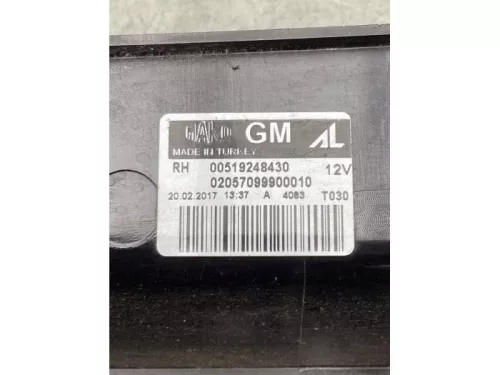 GM AL
MADE IN TURKEY
RH 00519248430 12V
02057099900010
20.02.2017 13:37 A 4083 T030